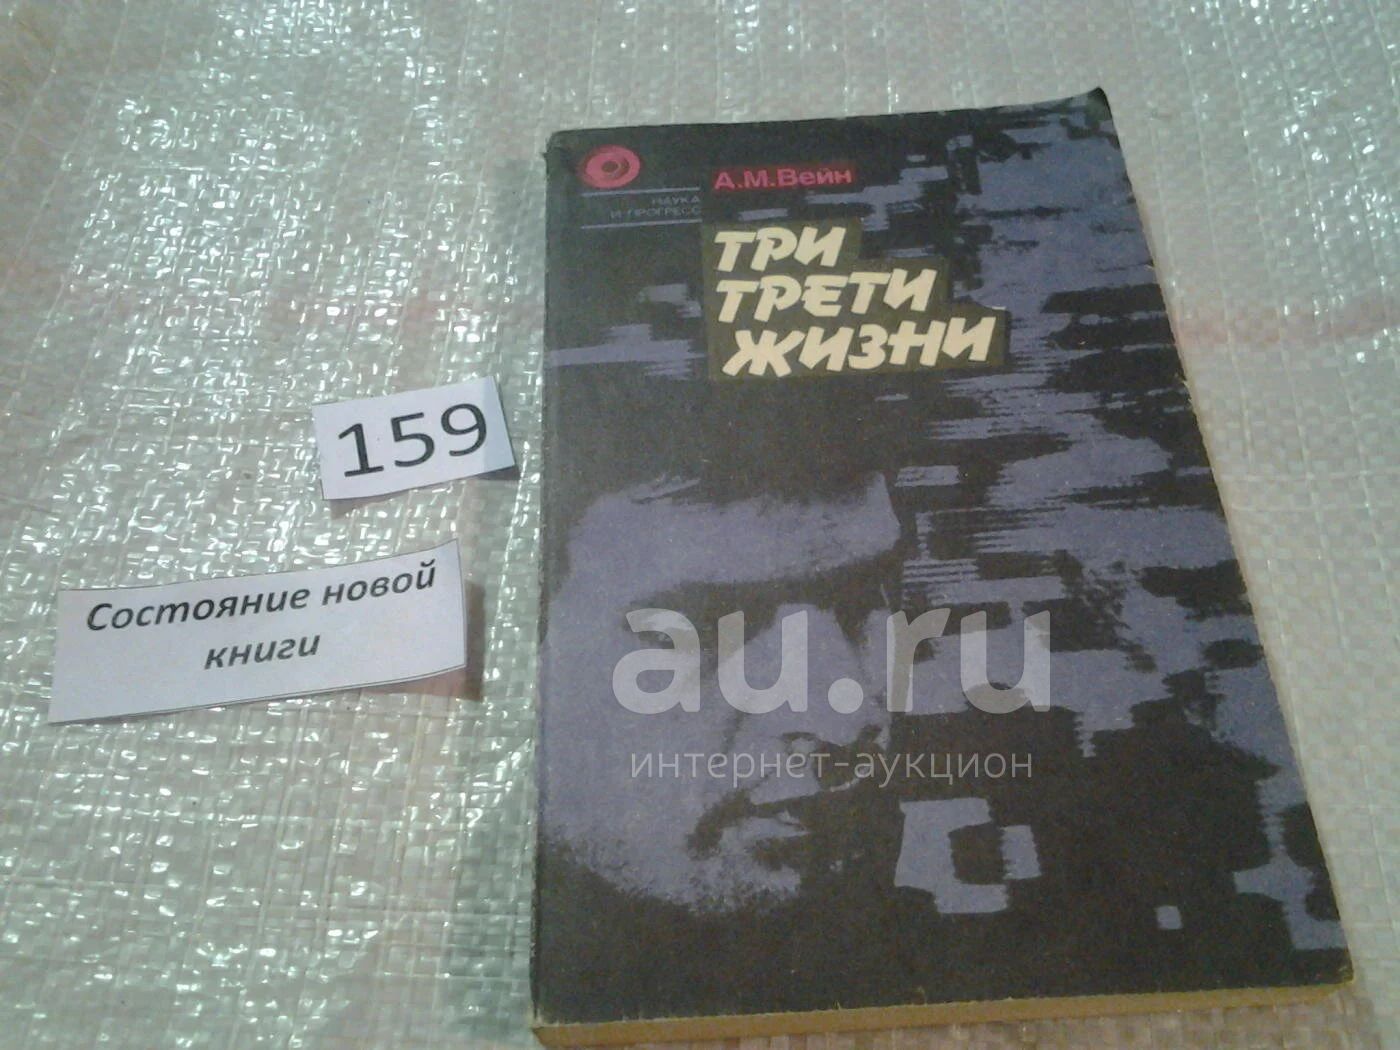 А.М.Вейн
НАУКА
И ПРОГРЕСС
ТРИ
ТРЕТИ
ЖИЗНИ
159
Состояние новой
книги
au.ru
интернет-аукцион